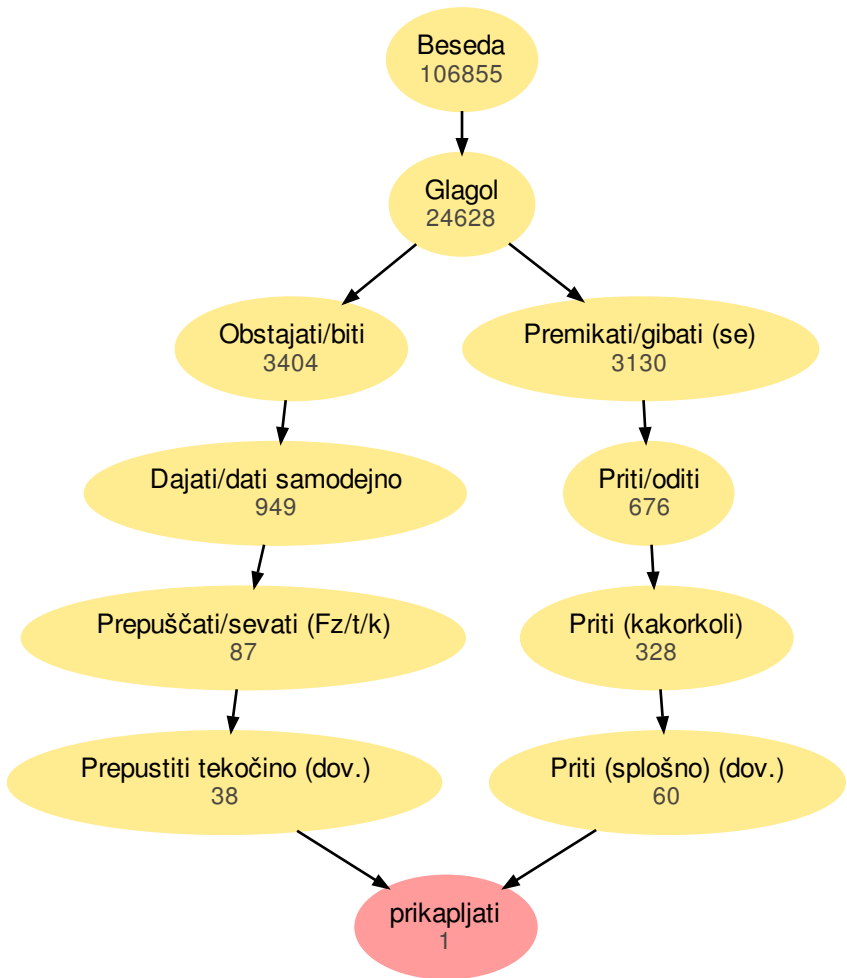 Beseda
106855
Glagol
24628
Obstajati/biti
3404
Premikati/gibati (se)
3130
Dajati/dati samodejno
949
Priti/oditi
676
Prepuščati/sevati (Fz/t/k)
87
Priti (kakorkoli)
328
Prepustiti tekočino (dov.)
38
Priti (splošno) (dov.)
60
prikapljati
1